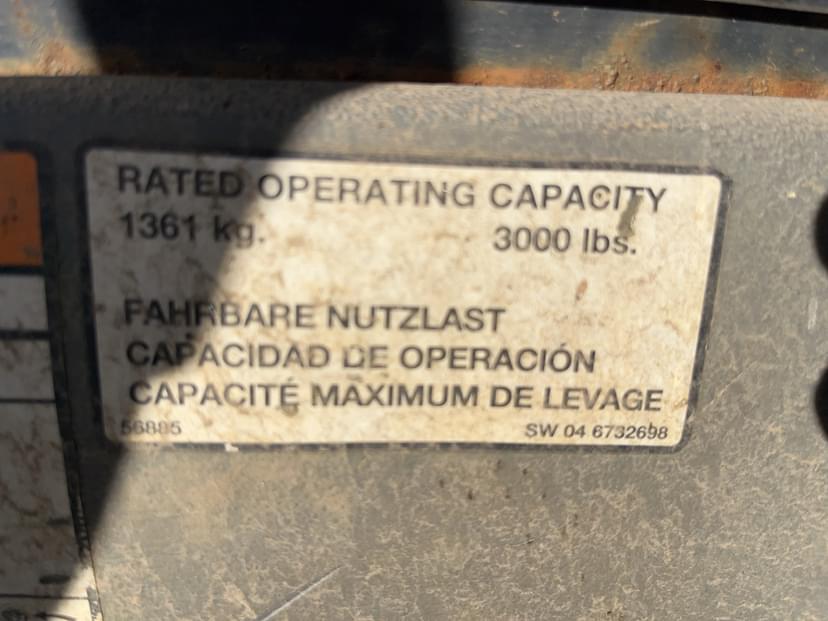 RATED OPERATING CAPACITY
1361 kg. 3000 lbs.
FAHRBARE NUTZLAST
CAPACIDAD DE OPERACIÓN
CAPACITÉ MAXIMUM DE LEVAGE
SW 04 6732698